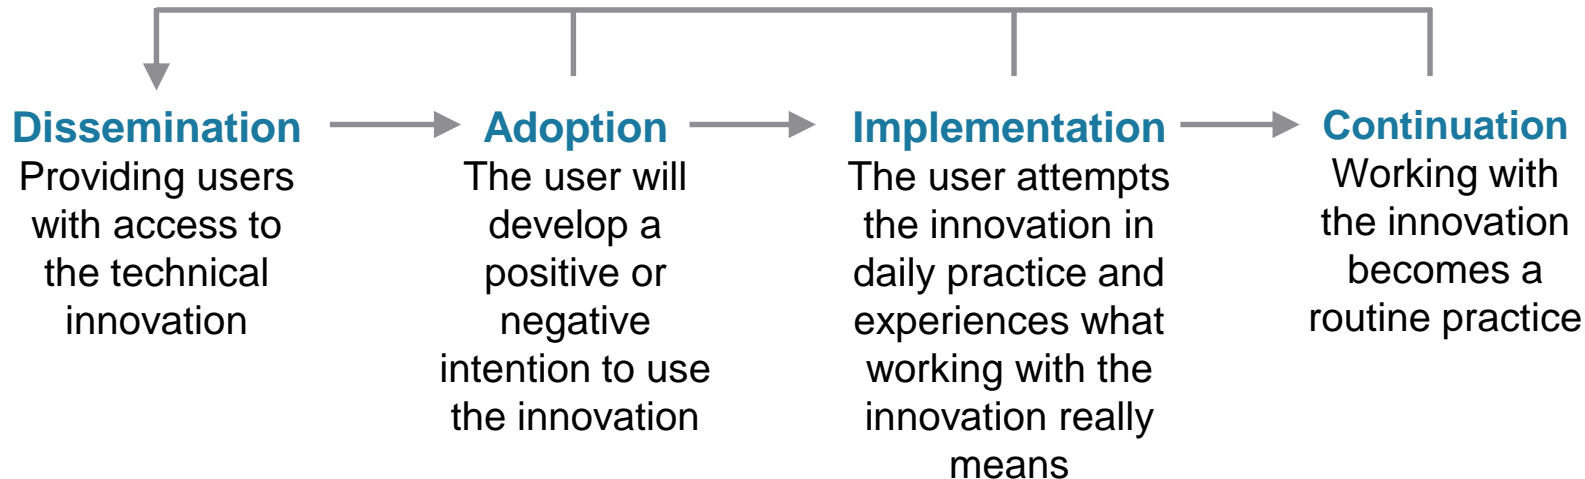 Dissemination
Providing users
with access to
the technical
innovation
Adoption
The user will
develop a
positive or
negative
intention to use
the innovation
Implementation
The user attempts
the innovation in
daily practice and
experiences what
working with the
innovation really
means
Continuation
Working with
the innovation
becomes a
routine practice